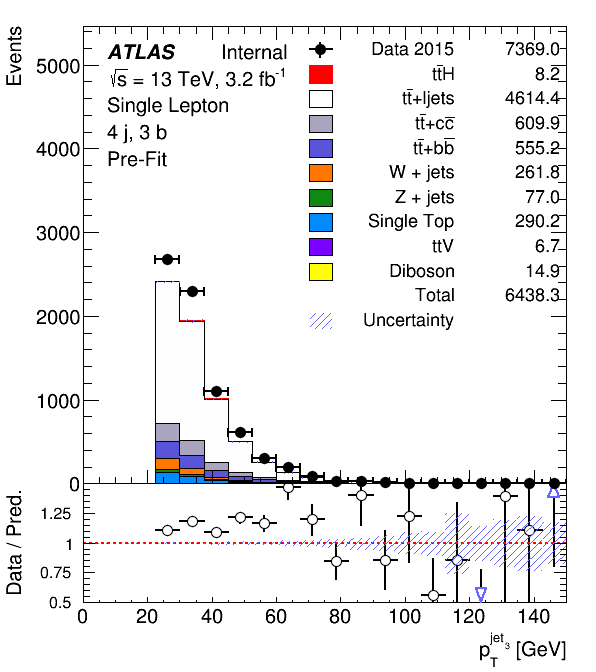 Events
5000
4000
3000
2000
1000
0
ATLAS Internal
√s = 13 TeV, 3.2 fb⁻¹
Single Lepton
4 j, 3 b
Pre-Fit
Data 2015 7369.0
tt̄H 8.2
tt̄+ljets 4614.4
tt̄+cc̄ 609.9
tt̄+bb̄ 555.2
W + jets 261.8
Z + jets 77.0
Single Top 290.2
ttV 6.7
Diboson 14.9
Total 6438.3
Uncertainty
Data / Pred.
1.25
1
0.75
0.5
0 20 40 60 80 100 120 140
p_T^jet₃ [GeV]